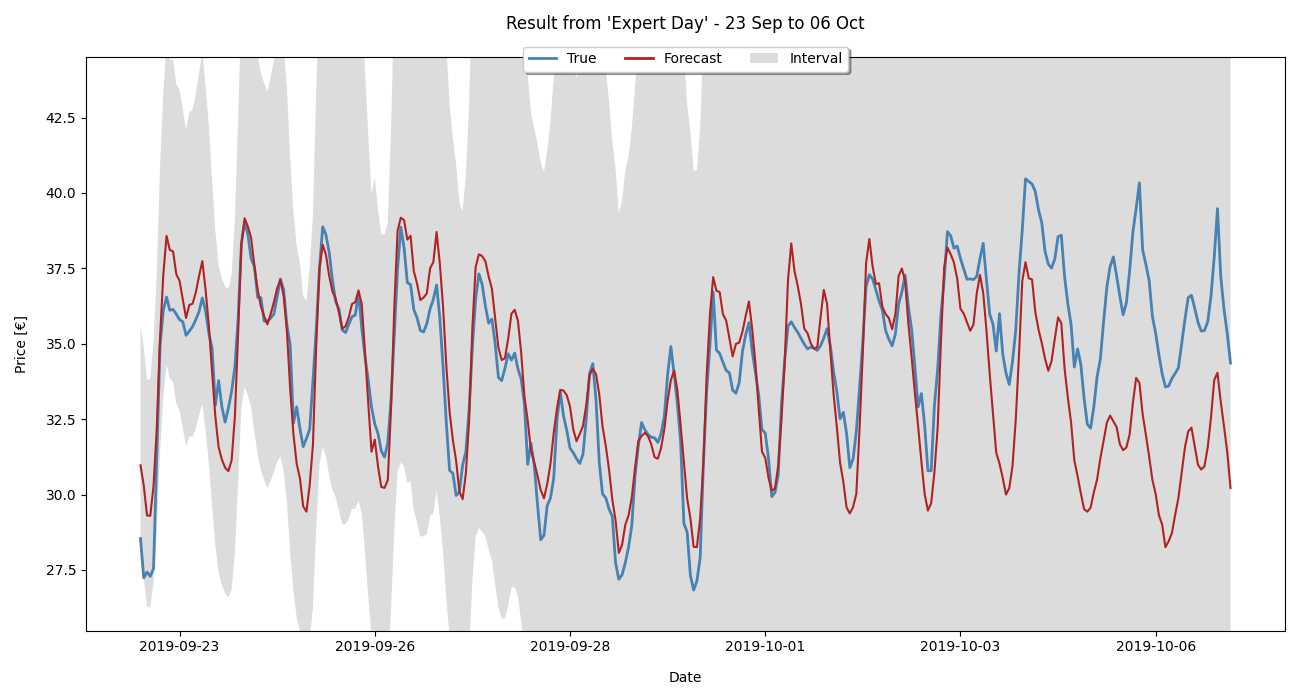 Result from 'Expert Day' - 23 Sep to 06 Oct
True Forecast Interval
42.5
40.0
37.5
35.0
32.5
30.0
27.5
Price [€]
2019-09-23 2019-09-26 2019-09-28 2019-10-01 2019-10-03 2019-10-06
Date